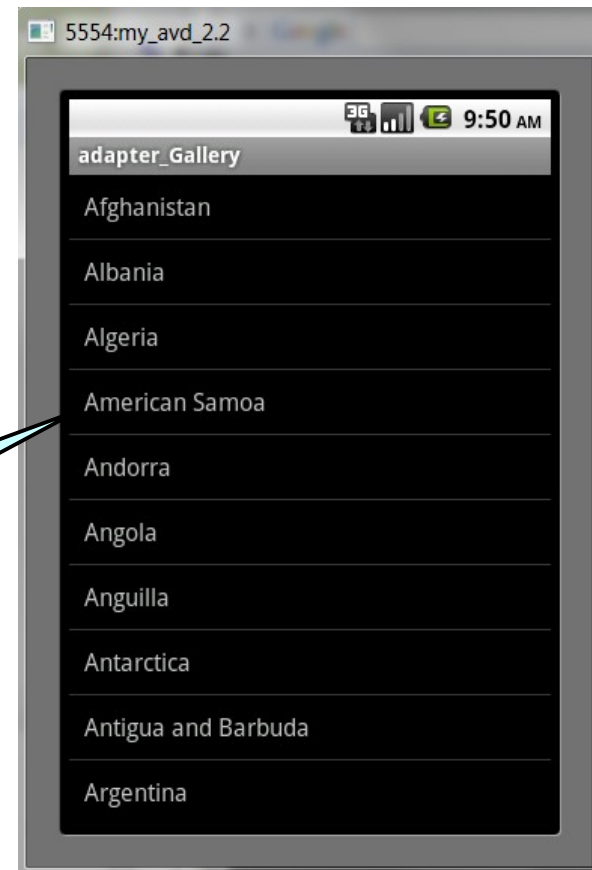 5554:my_avd_2.2
3G 9:50 AM
adapter_Gallery
Afghanistan
Albania
Algeria
American Samoa
Andorra
Angola
Anguilla
Antarctica
Antigua and Barbuda
Argentina